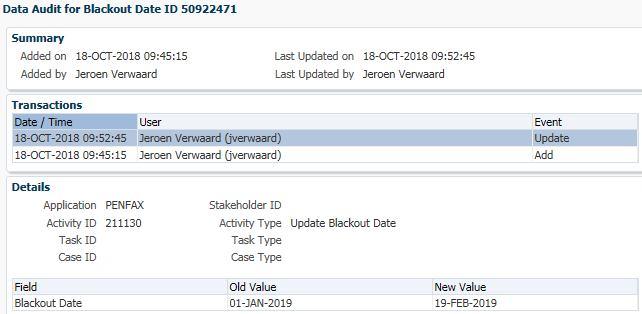 Data Audit for Blackout Date ID 50922471
Summary
Added on 18-OCT-2018 09:45:15 Last Updated on 18-OCT-2018 09:52:45
Added by Jeroen Verwaard Last Updated by Jeroen Verwaard
Transactions
Date / Time User Event
18-OCT-2018 09:52:45 Jeroen Verwaard (jverwaard) Update
18-OCT-2018 09:45:15 Jeroen Verwaard (jverwaard) Add
Details
Application PENFAX Stakeholder ID
Activity ID 211130 Activity Type Update Blackout Date
Task ID Task Type
Case ID Case Type
Field Old Value New Value
Blackout Date 01-JAN-2019 19-FEB-2019